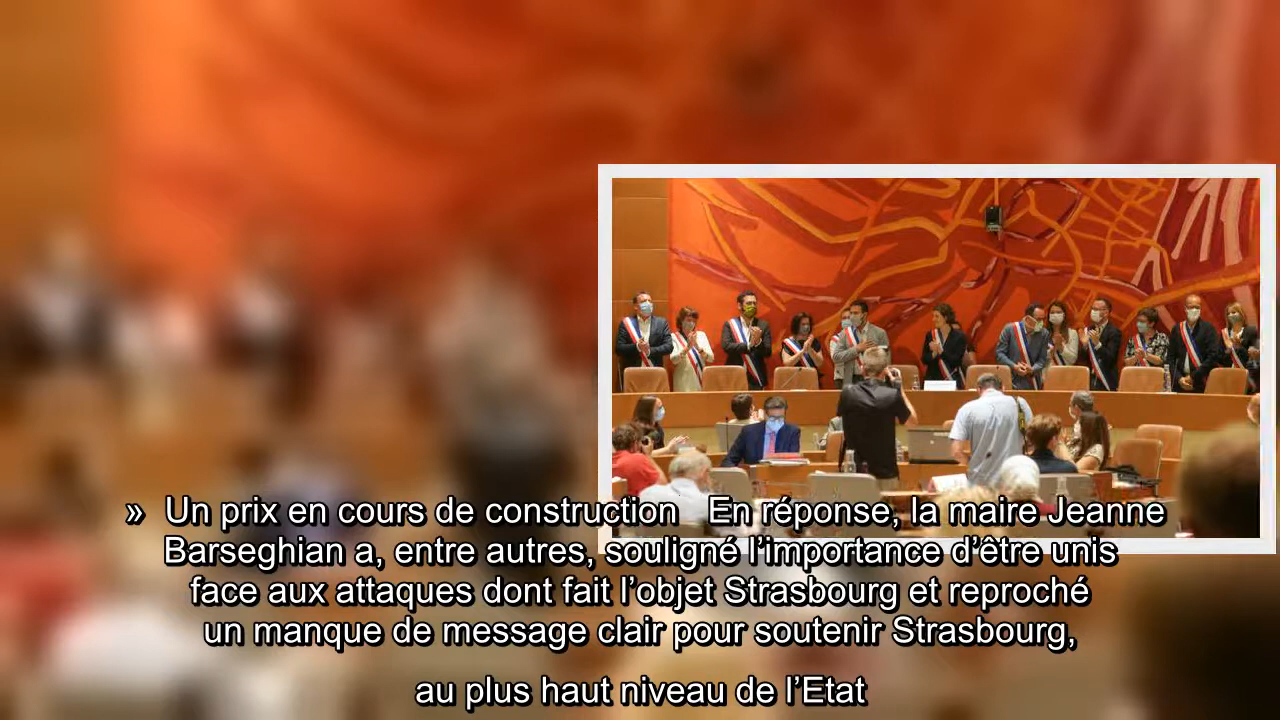 »  Un prix en cours de construction   En réponse, la maire Jeanne
Barseghian a, entre autres, souligné l’importance d’être unis
face aux attaques dont fait l’objet Strasbourg et reproché
un manque de message clair pour soutenir Strasbourg,
au plus haut niveau de l’Etat